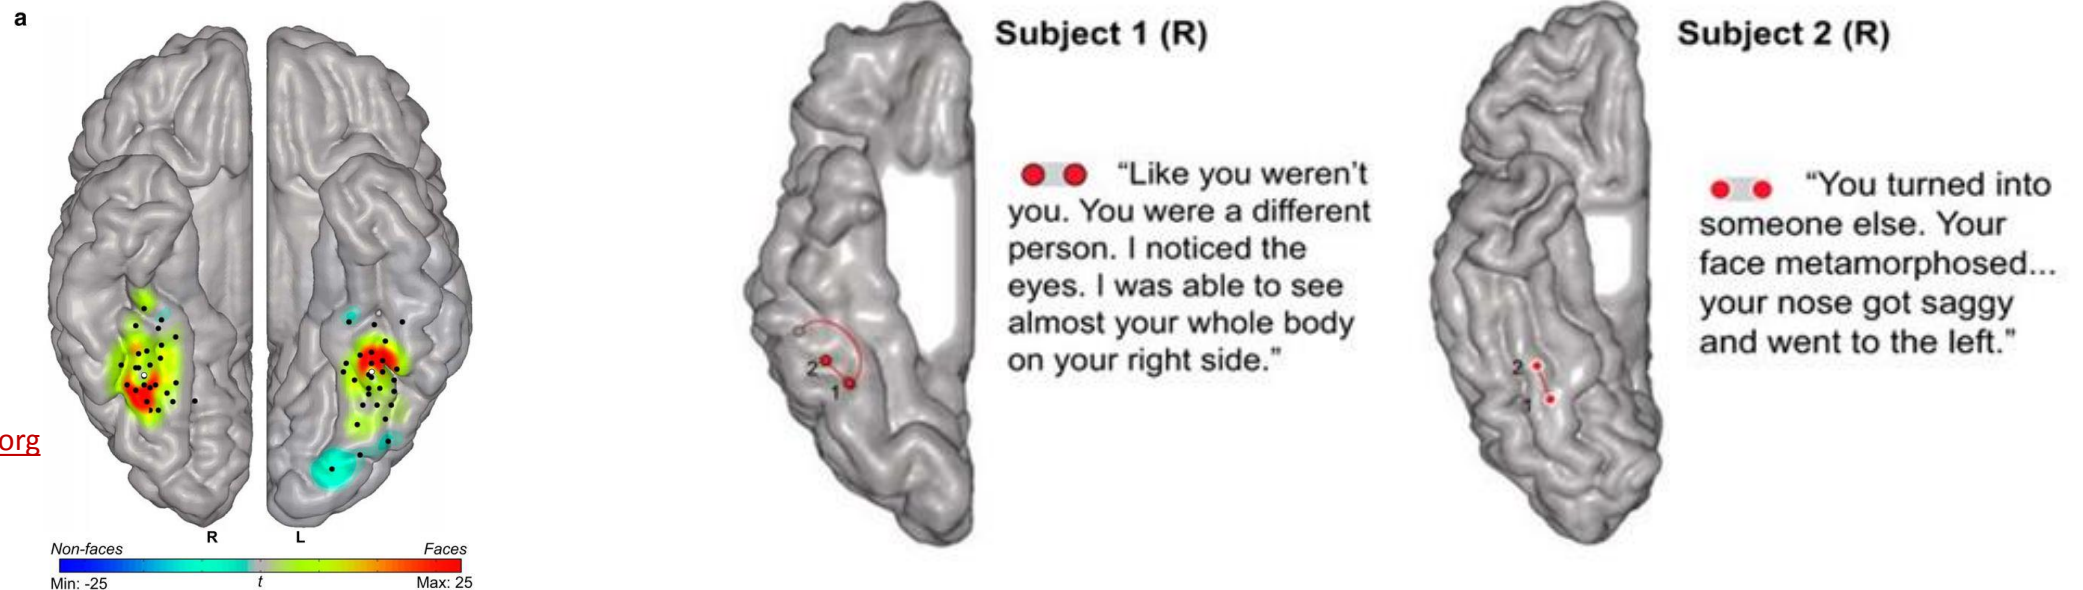 a
org
R
L
Non-faces
Faces
Min: -25
t
Max: 25
Subject 1 (R)
“Like you weren’t
you. You were a different
person. I noticed the
eyes. I was able to see
almost your whole body
on your right side.”
2
1
Subject 2 (R)
“You turned into
someone else. Your
face metamorphosed...
your nose got saggy
and went to the left.”
2
1